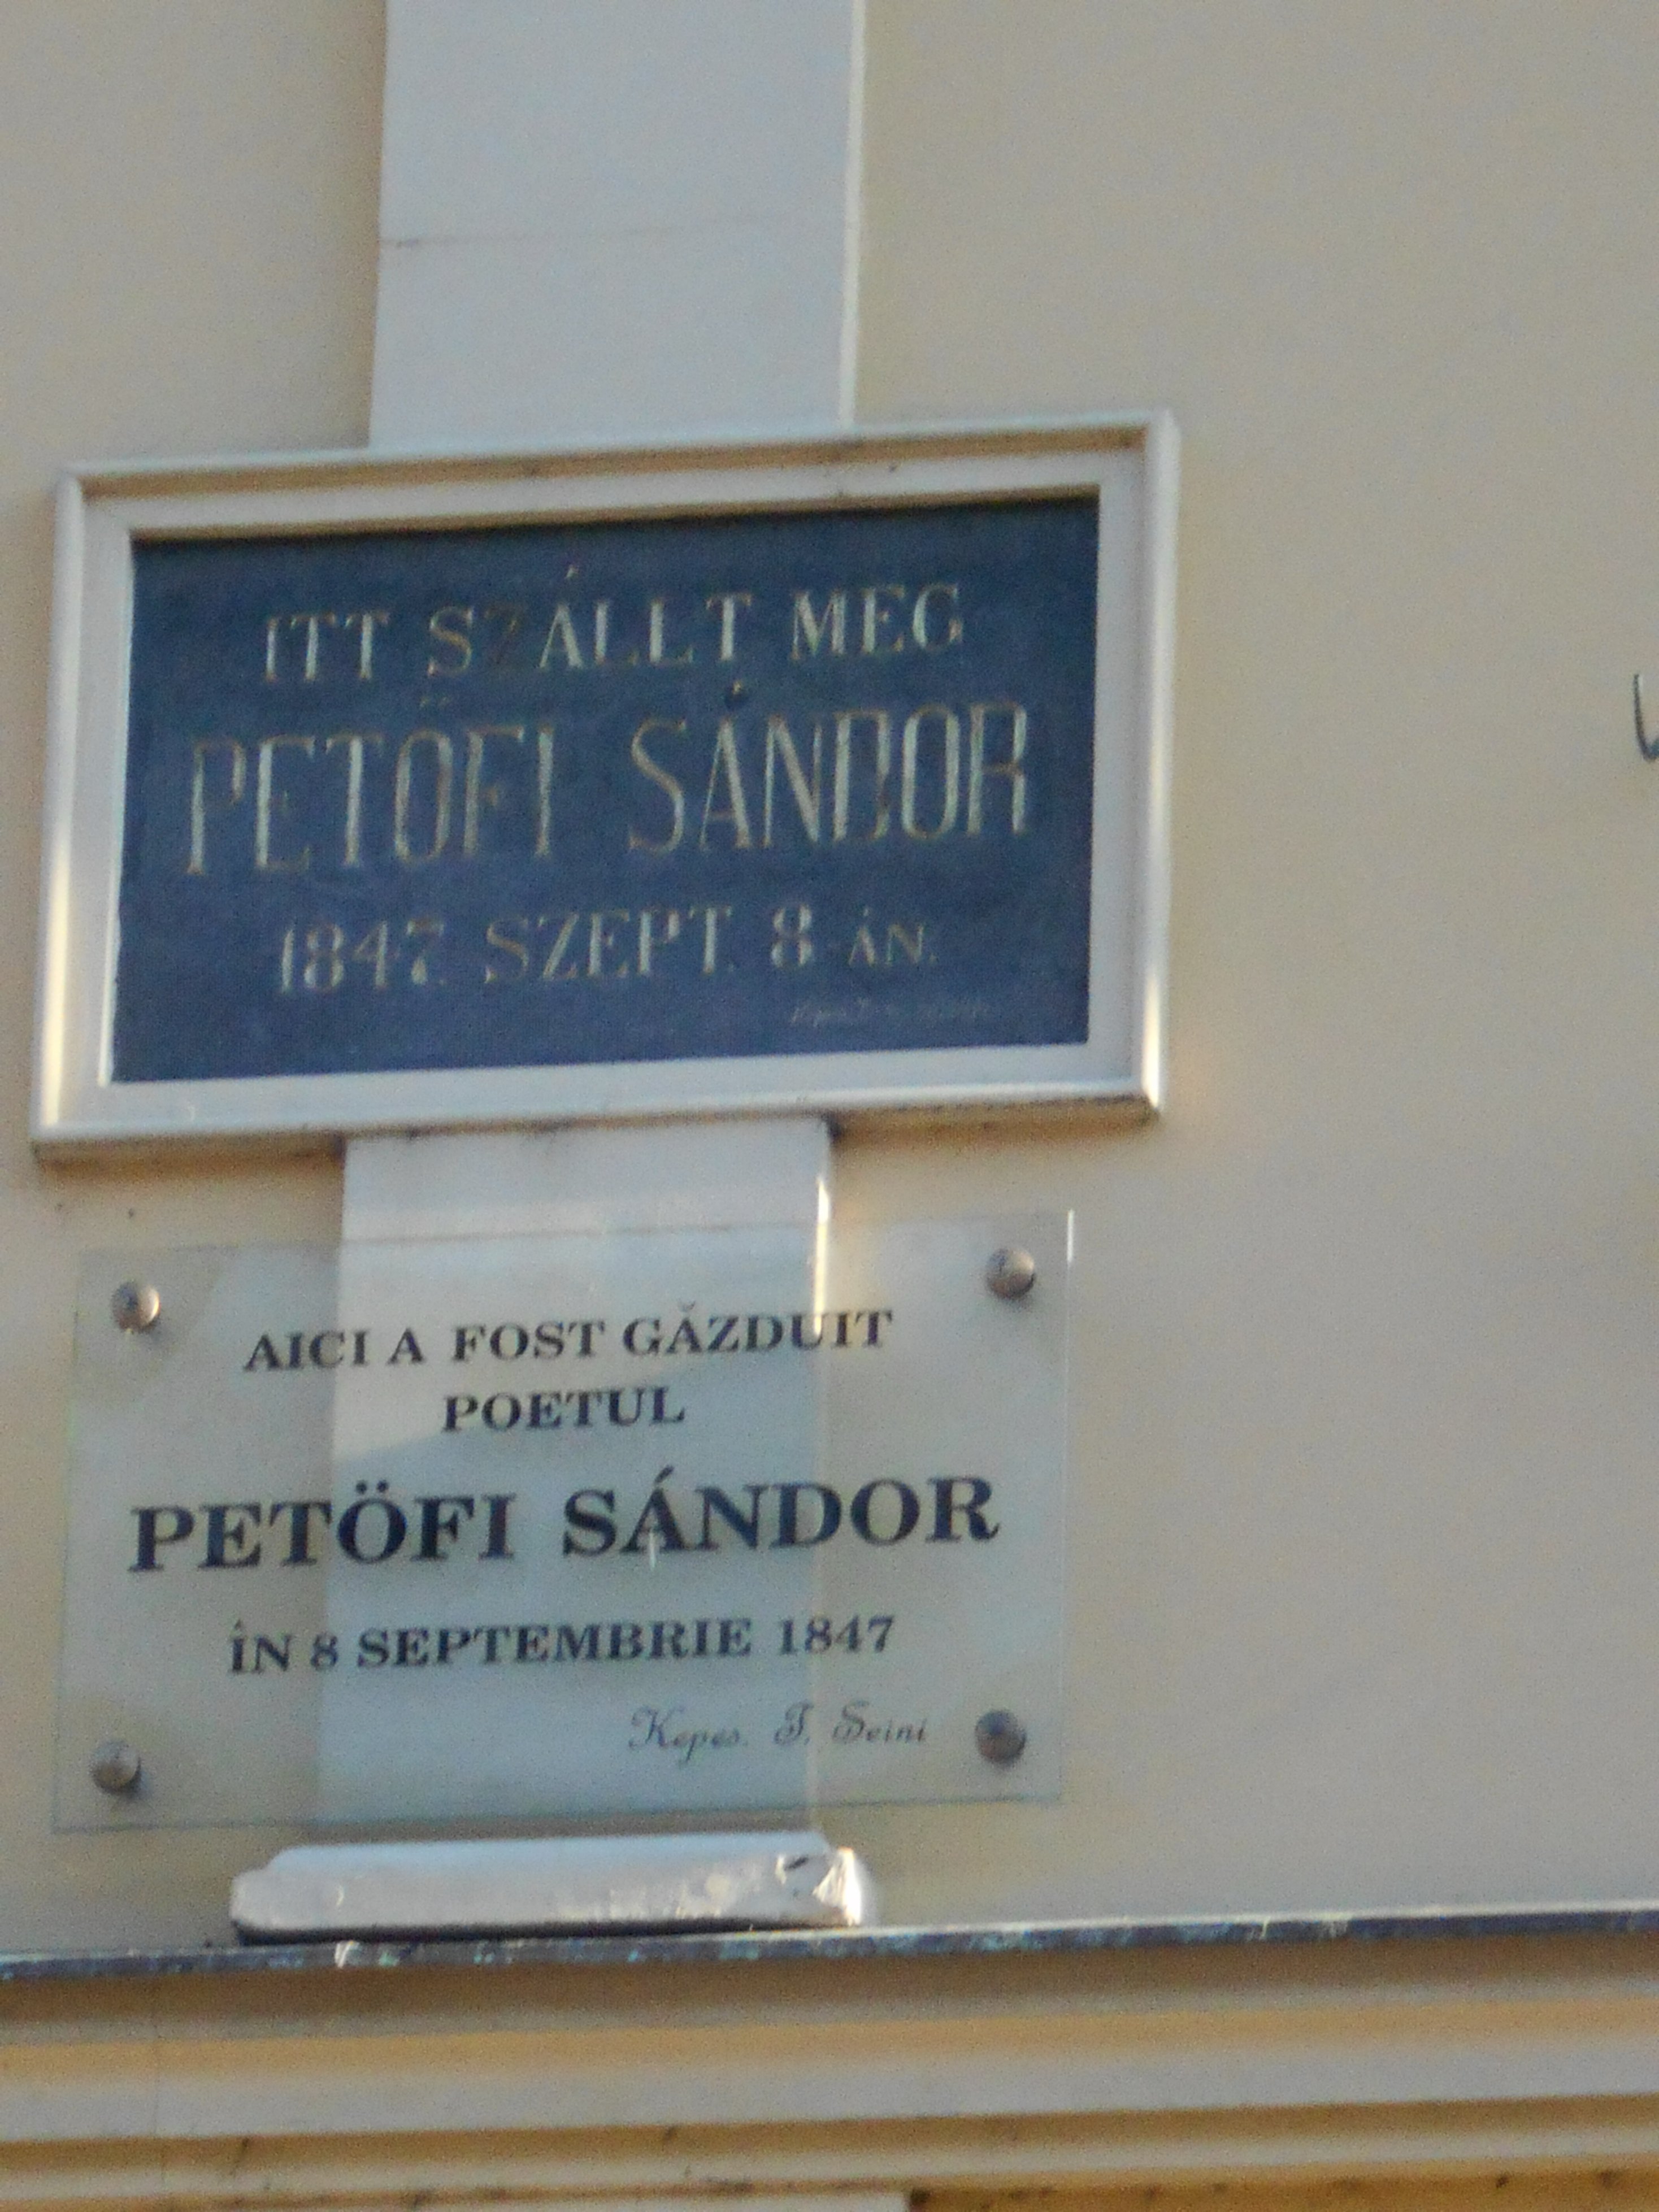 ITT SZÁLLT MEG
PETÖFI SÁNDOR
1847. SZEPT. 8-ÁN.
AICI A FOST GĂZDUIT
POETUL
PETÖFI SÁNDOR
ÎN 8 SEPTEMBRIE 1847
Kepes. T. Seini